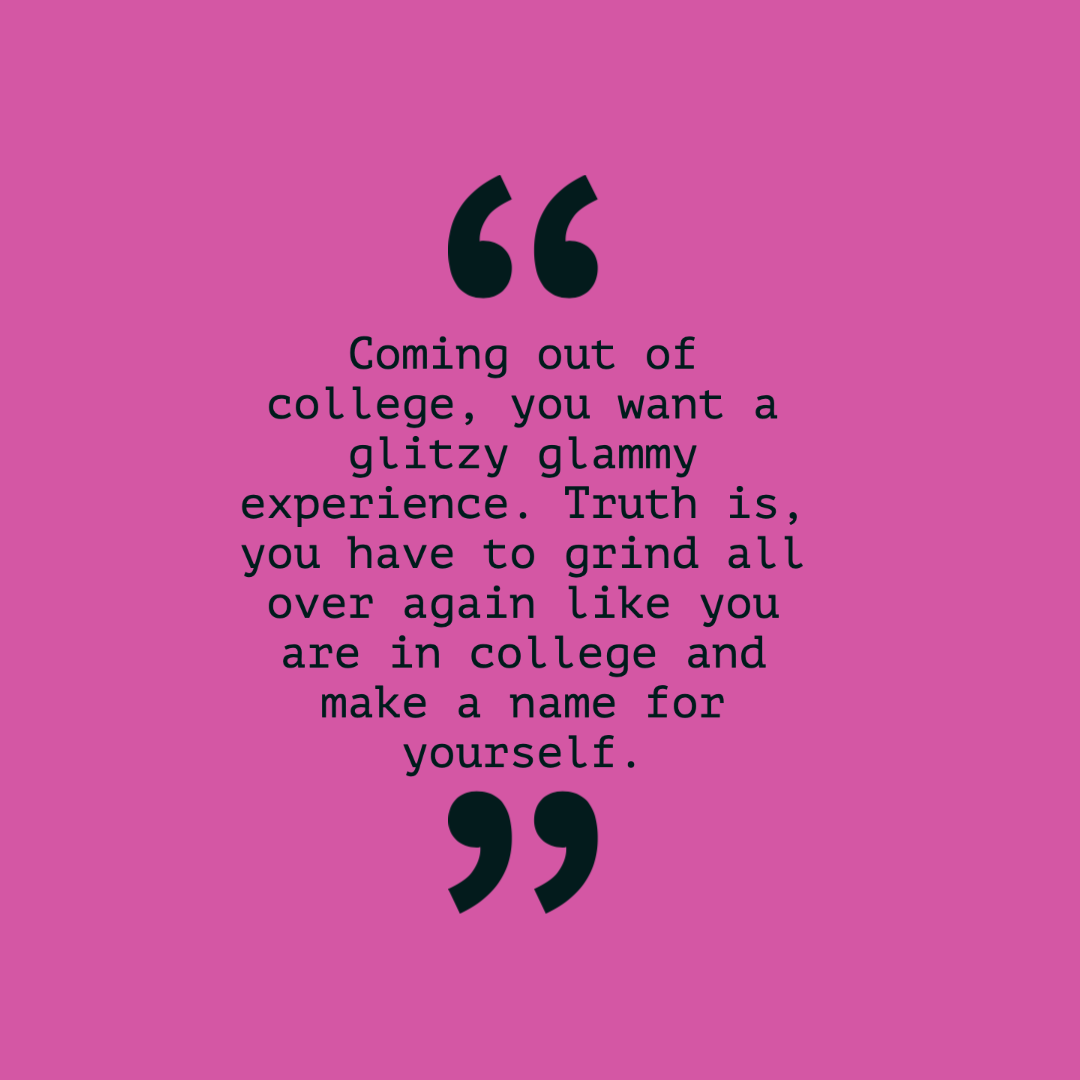 “
Coming out of
college, you want a
glitzy glammy
experience. Truth is,
you have to grind all
over again like you
are in college and
make a name for
yourself.
”